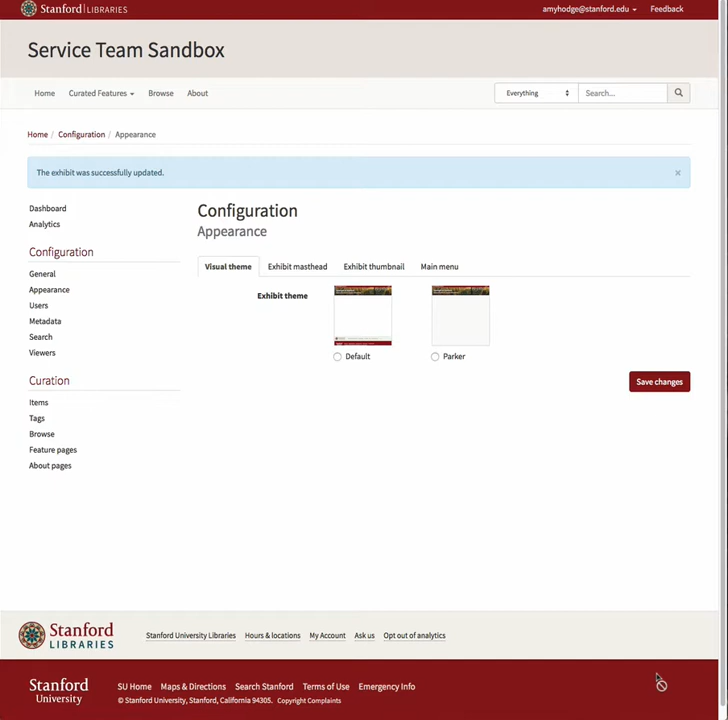 Stanford LIBRARIES
amyhodge@stanford.edu
Feedback
Service Team Sandbox
Home
Curated Features
Browse
About
Everything
Search...
Home / Configuration / Appearance
The exhibit was successfully updated.
×
Dashboard
Analytics
Configuration
General
Appearance
Users
Metadata
Search
Viewers
Curation
Items
Tags
Browse
Feature pages
About pages
Configuration
Appearance
Visual theme
Exhibit masthead
Exhibit thumbnail
Main menu
Exhibit theme
Default
Parker
Save changes
Stanford
LIBRARIES
Stanford University Libraries
Hours & locations
My Account
Ask us
Opt out of analytics
Stanford
University
SU Home
Maps & Directions
Search Stanford
Terms of Use
Emergency Info
© Stanford University, Stanford, California 94305. Copyright Complaints